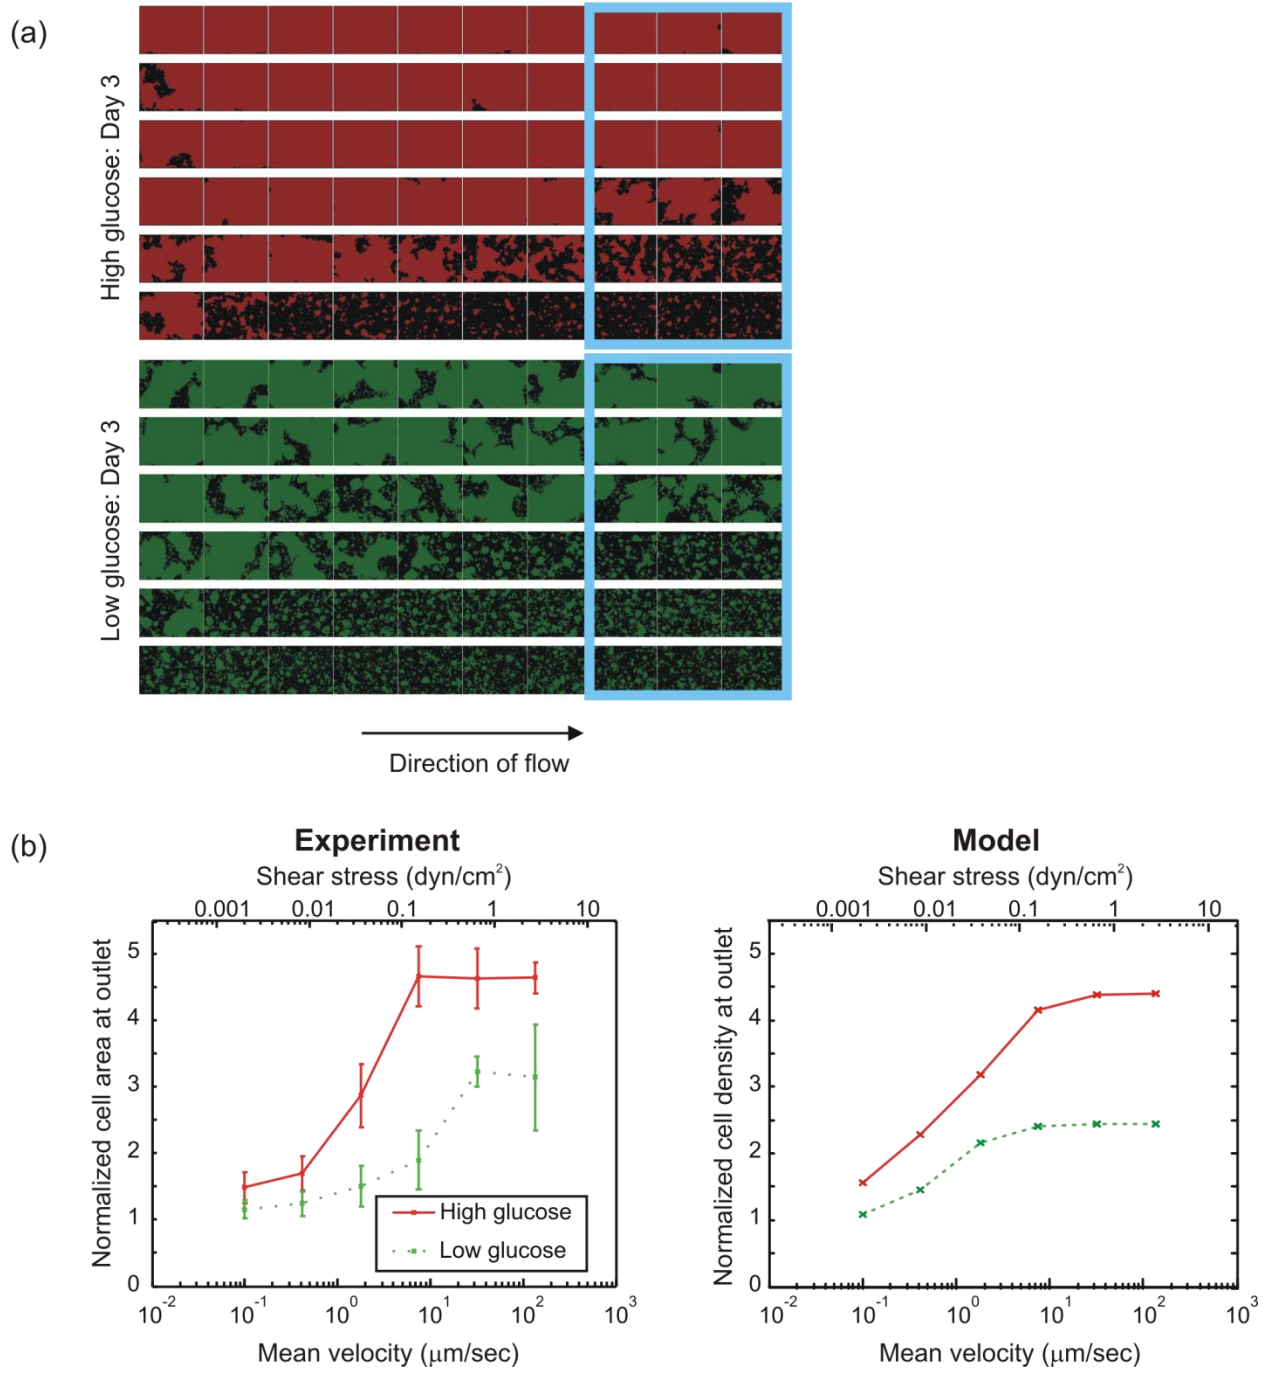 (a)
High glucose: Day 3
Low glucose: Day 3
Direction of flow
(b)
Experiment
Shear stress (dyn/cm²)
0.001 0.01 0.1 1 10
Normalized cell area at outlet
5
4
3
2
1
0
High glucose
Low glucose
10⁻² 10⁻¹ 10⁰ 10¹ 10² 10³
Mean velocity (μm/sec)
Model
Shear stress (dyn/cm²)
0.001 0.01 0.1 1 10
Normalized cell density at outlet
5
4
3
2
1
0
10⁻² 10⁻¹ 10⁰ 10¹ 10² 10³
Mean velocity (μm/sec)